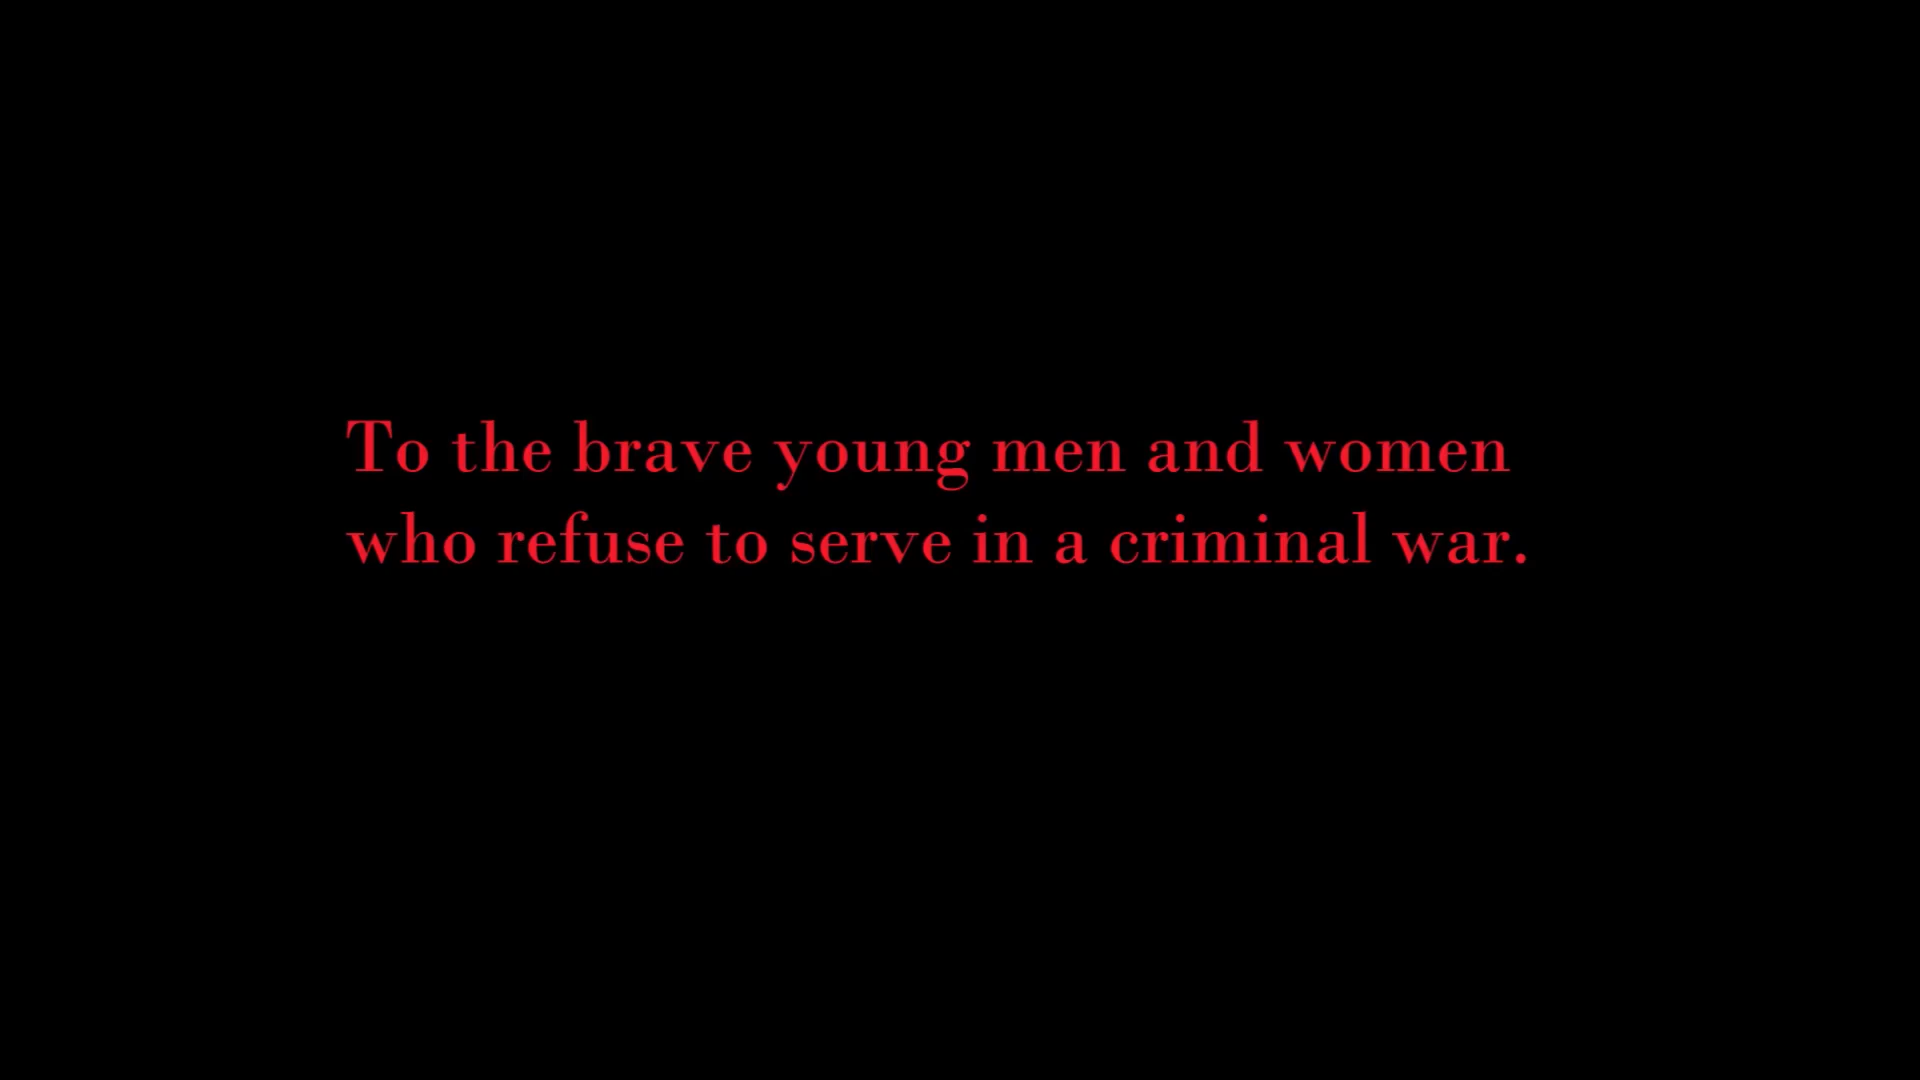 To the brave young men and women
who refuse to serve in a criminal war.